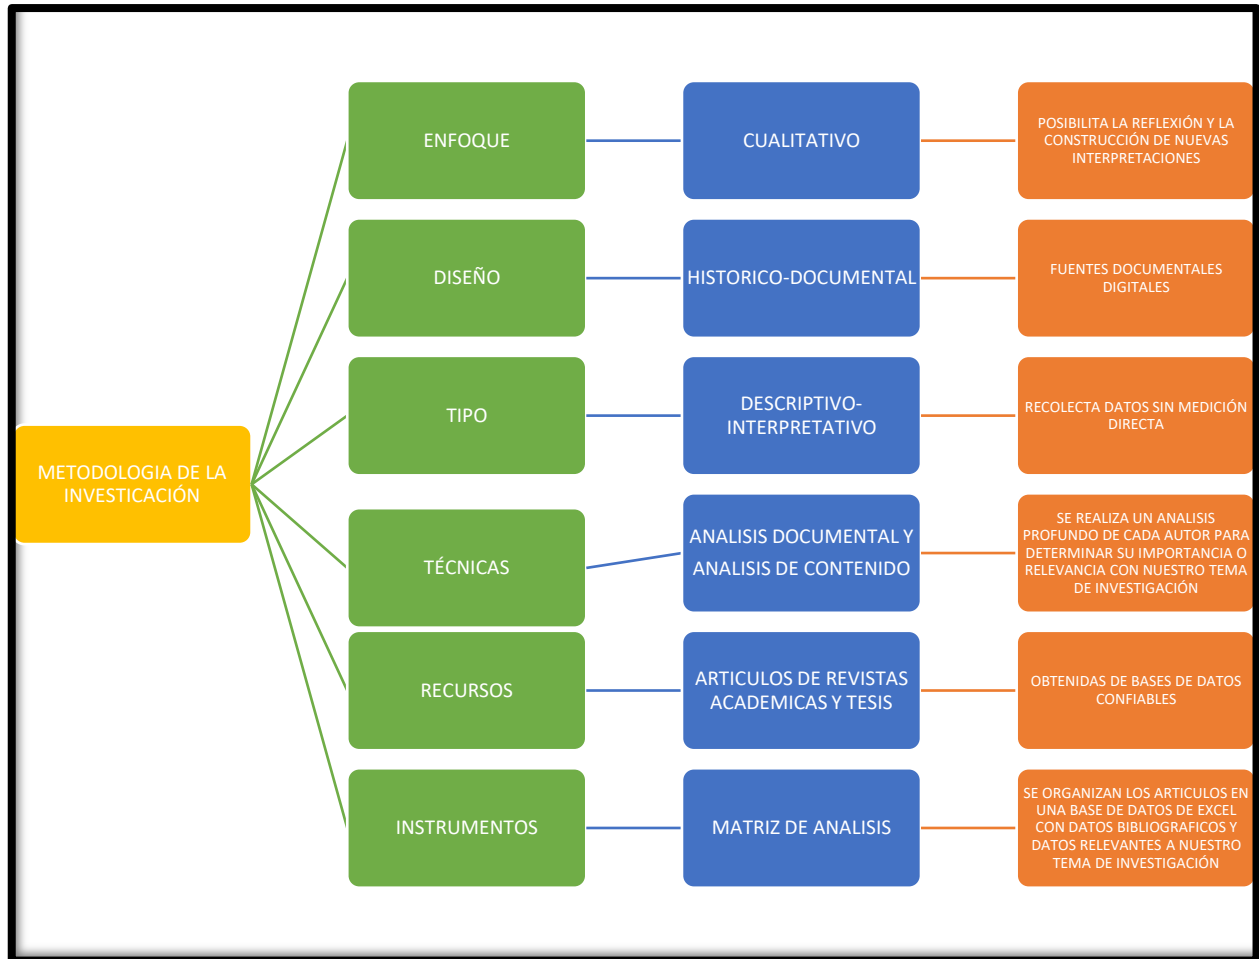 METODOLOGIA DE LA
INVESTICACIÓN
ENFOQUE
CUALITATIVO
POSIBILITA LA REFLEXIÓN Y LA
CONSTRUCCIÓN DE NUEVAS
INTERPRETACIONES
DISEÑO
HISTORICO-DOCUMENTAL
FUENTES DOCUMENTALES
DIGITALES
TIPO
DESCRIPTIVO-
INTERPRETATIVO
RECOLECTA DATOS SIN MEDICIÓN
DIRECTA
TÉCNICAS
ANALISIS DOCUMENTAL Y
ANALISIS DE CONTENIDO
SE REALIZA UN ANALISIS
PROFUNDO DE CADA AUTOR PARA
DETERMINAR SU IMPORTANCIA O
RELEVANCIA CON NUESTRO TEMA
DE INVESTIGACIÓN
RECURSOS
ARTICULOS DE REVISTAS
ACADEMICAS Y TESIS
OBTENIDAS DE BASES DE DATOS
CONFIABLES
INSTRUMENTOS
MATRIZ DE ANALISIS
SE ORGANIZAN LOS ARTICULOS EN
UNA BASE DE DATOS DE EXCEL
CON DATOS BIBLIOGRAFICOS Y
DATOS RELEVANTES A NUESTRO
TEMA DE INVESTIGACIÓN